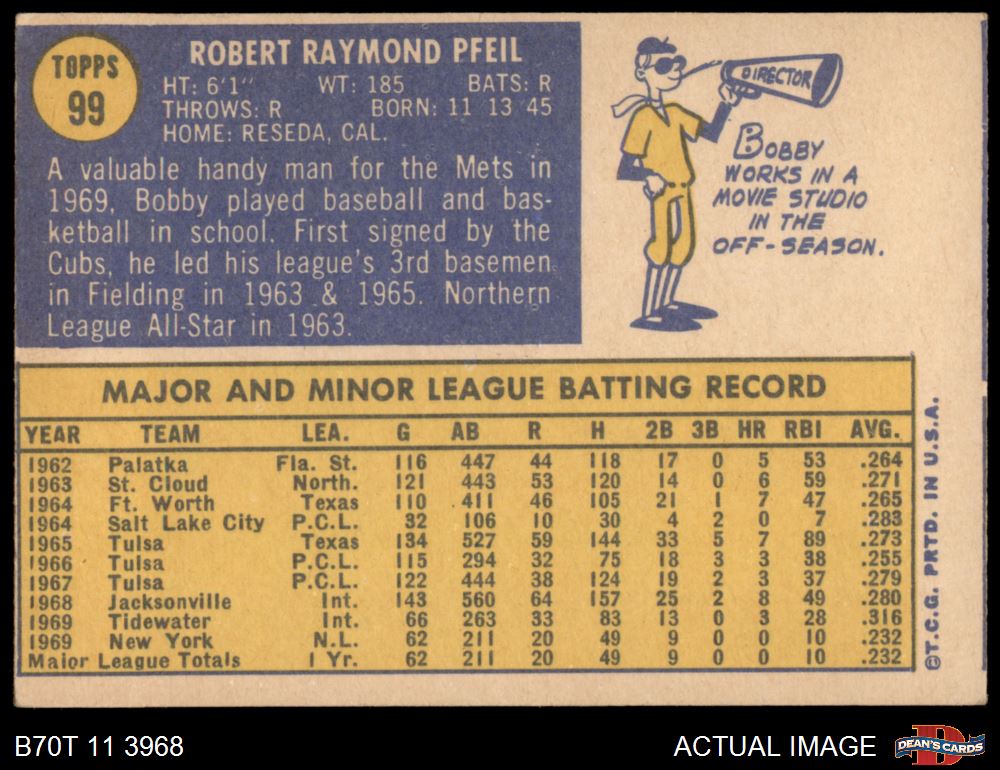 TOPPS
99
ROBERT RAYMOND PFEIL
HT: 6'1" WT: 185 BATS: R
THROWS: R BORN: 11 13 45
HOME: RESEDA, CAL.
A valuable handy man for the Mets in
1969, Bobby played baseball and bas-
ketball in school. First signed by the
Cubs, he led his league's 3rd basemen
in Fielding in 1963 & 1965. Northern
League All-Star in 1963.
DIRECTOR
BOBBY
WORKS IN A
MOVIE STUDIO
IN THE
OFF-SEASON.
MAJOR AND MINOR LEAGUE BATTING RECORD
YEAR TEAM LEA. G AB R H 2B 3B HR RBI AVG.
1962 Palatka Fla. St. 116 447 44 118 17 0 5 53 .264
1963 St. Cloud North. 121 443 53 120 14 0 6 59 .271
1964 Ft. Worth Texas 110 411 46 105 21 1 7 47 .265
1964 Salt Lake City P.C.L. 32 106 10 30 4 2 0 7 .283
1965 Tulsa Texas 134 527 59 144 33 5 7 89 .273
1966 Tulsa P.C.L. 115 294 32 75 18 3 3 38 .255
1967 Tulsa P.C.L. 122 444 38 124 19 2 3 37 .279
1968 Jacksonville Int. 143 560 64 157 25 2 8 49 .280
1969 Tidewater Int. 66 263 33 83 13 0 3 28 .316
1969 New York N.L. 62 211 20 49 9 0 0 10 .232
Major League Totals 1 Yr. 62 211 20 49 9 0 0 10 .232
©T.C.G. PRTD. IN U.S.A.
B70T 11 3968
ACTUAL IMAGE
DEAN'S CARDS